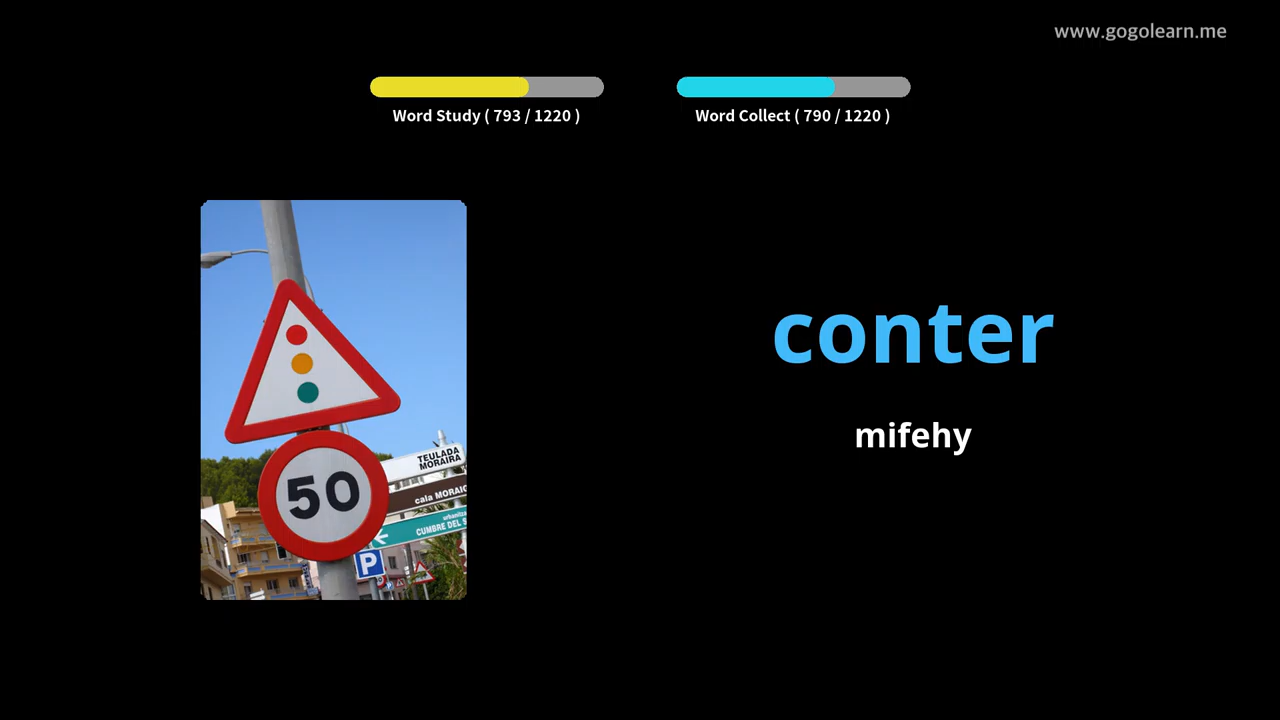 www.gogolearn.me
Word Study ( 793 / 1220 )
Word Collect ( 790 / 1220 )
conter
mifehy
50
TEULADA
MORAIRA
cala MORAIG
CUMBRE DEL S
P